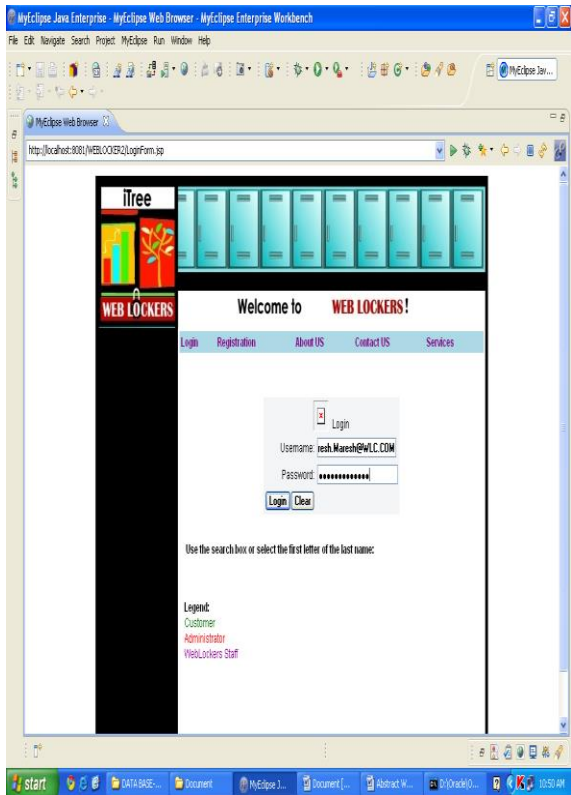 MyEclipse Java Enterprise - MyEclipse Web Browser - MyEclipse Enterprise Workbench
File Edit Navigate Search Project MyEclipse Run Window Help
MyEclipse Jav...
MyEclipse Web Browser
http://localhost:8081/WEBLOCKER2/LoginForm.jsp
iTree
WEB LOCKERS
Welcome to WEB LOCKERS!
Login Registration About US Contact US Services
Login
Username: resh.Maresh@WLC.COM
Password: •••••••••••••
Login Clear
Use the search box or select the first letter of the last name:
Legend:
Customer
Administrator
WebLockers Staff
start DATA BASE-... Document MyEclipse J... Document [... Abstract W... D:\Oracle\O... 10:50 AM